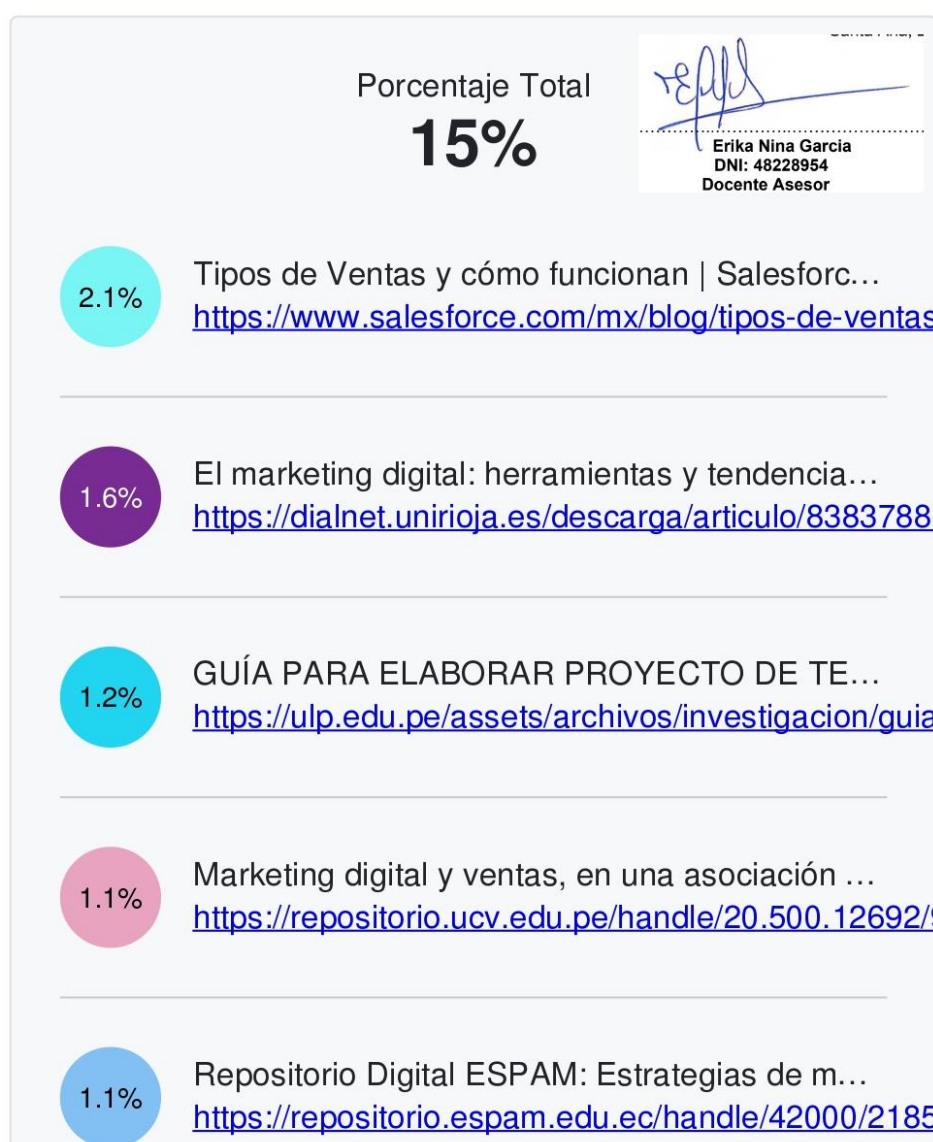 Porcentaje Total
15%
Erika Nina Garcia
DNI: 48228954
Docente Asesor
2.1%
Tipos de Ventas y cómo funcionan | Salesforc...
https://www.salesforce.com/mx/blog/tipos-de-ventas
1.6%
El marketing digital: herramientas y tendencia...
https://dialnet.unirioja.es/descarga/articulo/8383788
1.2%
GUÍA PARA ELABORAR PROYECTO DE TE...
https://ulp.edu.pe/assets/archivos/investigacion/guia
1.1%
Marketing digital y ventas, en una asociación ...
https://repositorio.ucv.edu.pe/handle/20.500.12692/9
1.1%
Repositorio Digital ESPAM: Estrategias de m...
https://repositorio.espam.edu.ec/handle/42000/2185